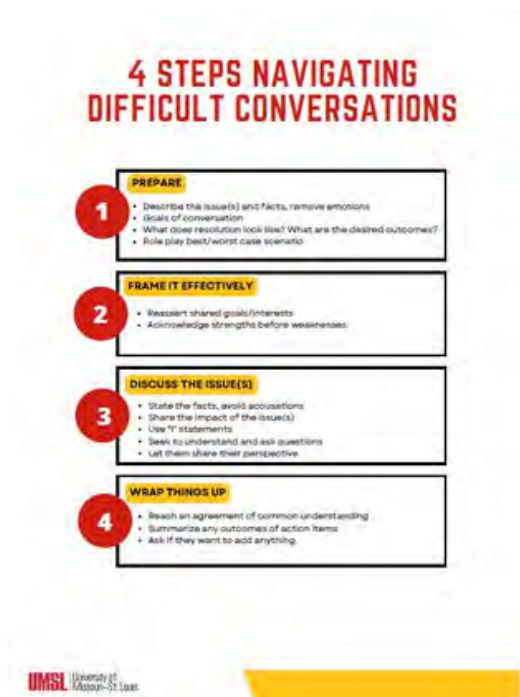 4 STEPS NAVIGATING
DIFFICULT CONVERSATIONS
PREPARE
1
• Describe the issue(s) and facts, remove emotions
• Goals of conversation
• What does resolution look like? What are the desired outcomes?
• Role play best/worst case scenario
FRAME IT EFFECTIVELY
2
• Reassert shared goals/interests
• Acknowledge strengths before weaknesses
DISCUSS THE ISSUE(S)
3
• State the facts, avoid accusations
• Share the impact of the issue(s)
• Use "I" statements
• Seek to understand and ask questions
• Let them share their perspective
WRAP THINGS UP
4
• Reach an agreement of common understanding
• Summarize any outcomes of action items
• Ask if they want to add anything.
UMSL University of
Missouri–St. Louis